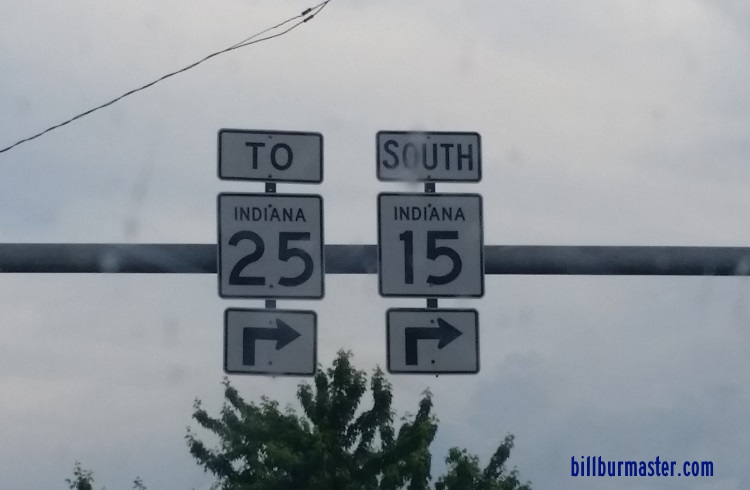 TO
INDIANA
25
SOUTH
INDIANA
15
billburmaster.com